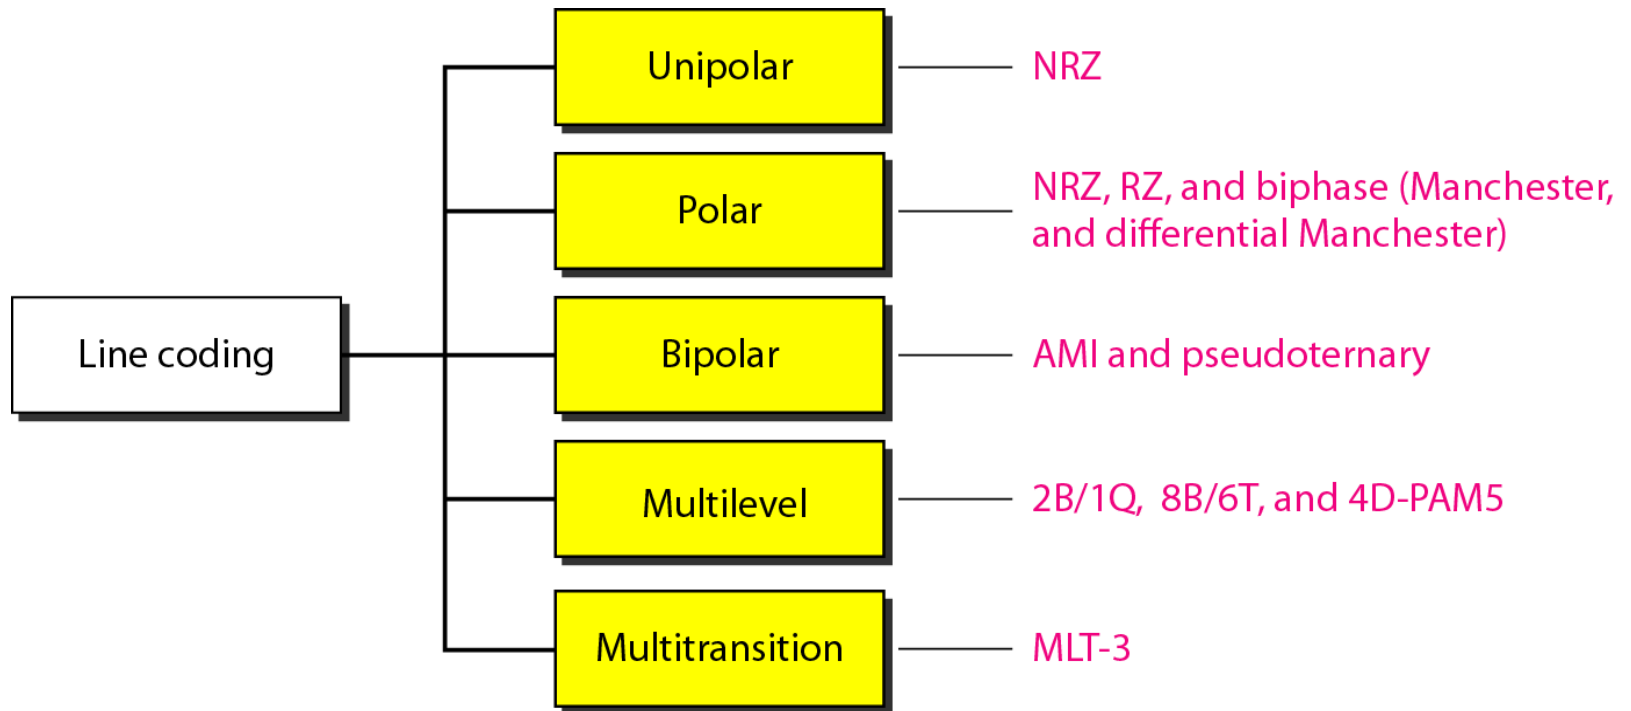 Unipolar
NRZ
Polar
NRZ, RZ, and biphase (Manchester,
and differential Manchester)
Line coding
Bipolar
AMI and pseudoternary
Multilevel
2B/1Q, 8B/6T, and 4D-PAM5
Multitransition
MLT-3